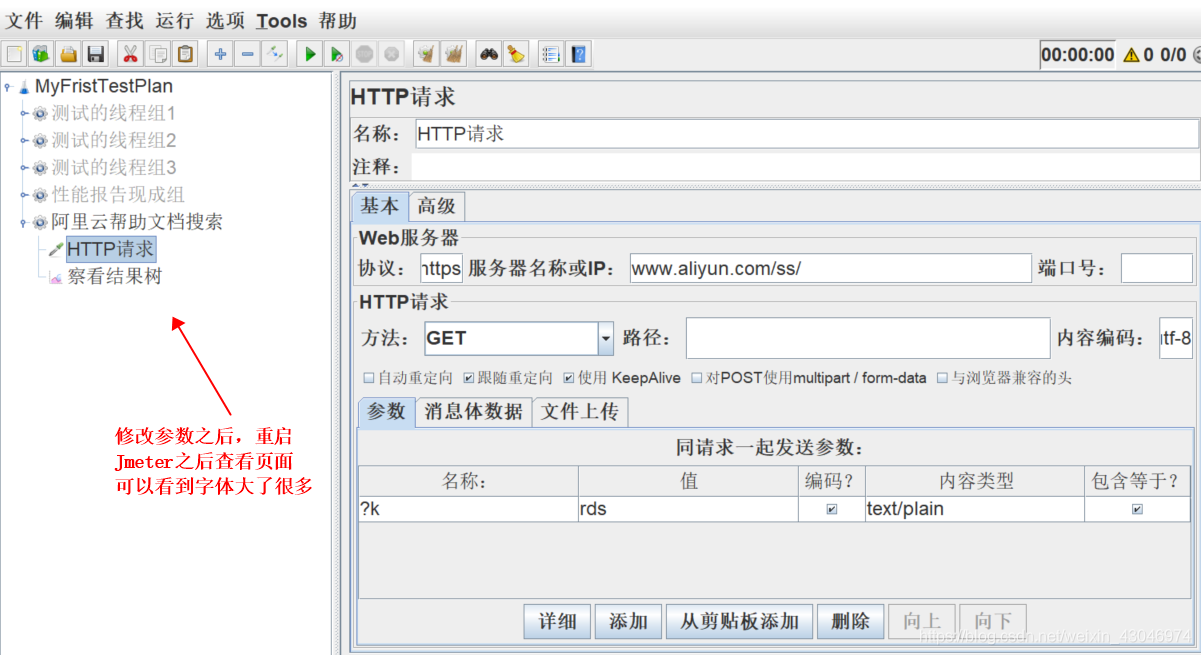 文件 编辑 查找 运行 选项 Tools 帮助
00:00:00 0 0/0
MyFristTestPlan
测试的线程组1
测试的线程组2
测试的线程组3
性能报告现成组
阿里云帮助文档搜索
HTTP请求
察看结果树
修改参数之后，重启
Jmeter之后查看页面
可以看到字体大了很多
HTTP请求
名称： HTTP请求
注释：
基本 高级
Web服务器
协议： https 服务器名称或IP： www.aliyun.com/ss/ 端口号：
HTTP请求
方法： GET 路径： 内容编码： utf-8
自动重定向 跟随重定向 使用 KeepAlive 对POST使用multipart / form-data 与浏览器兼容的头
参数 消息体数据 文件上传
同请求一起发送参数：
名称： 值 编码？ 内容类型 包含等于？
?k rds text/plain
详细 添加 从剪贴板添加 删除 向上 向下
https://blog.csdn.net/weixin_43046974